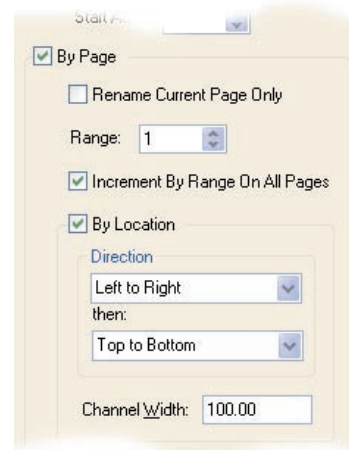 Start
By Page
Rename Current Page Only
Range: 1
Increment By Range On All Pages
By Location
Direction
Left to Right
then:
Top to Bottom
Channel Width: 100.00